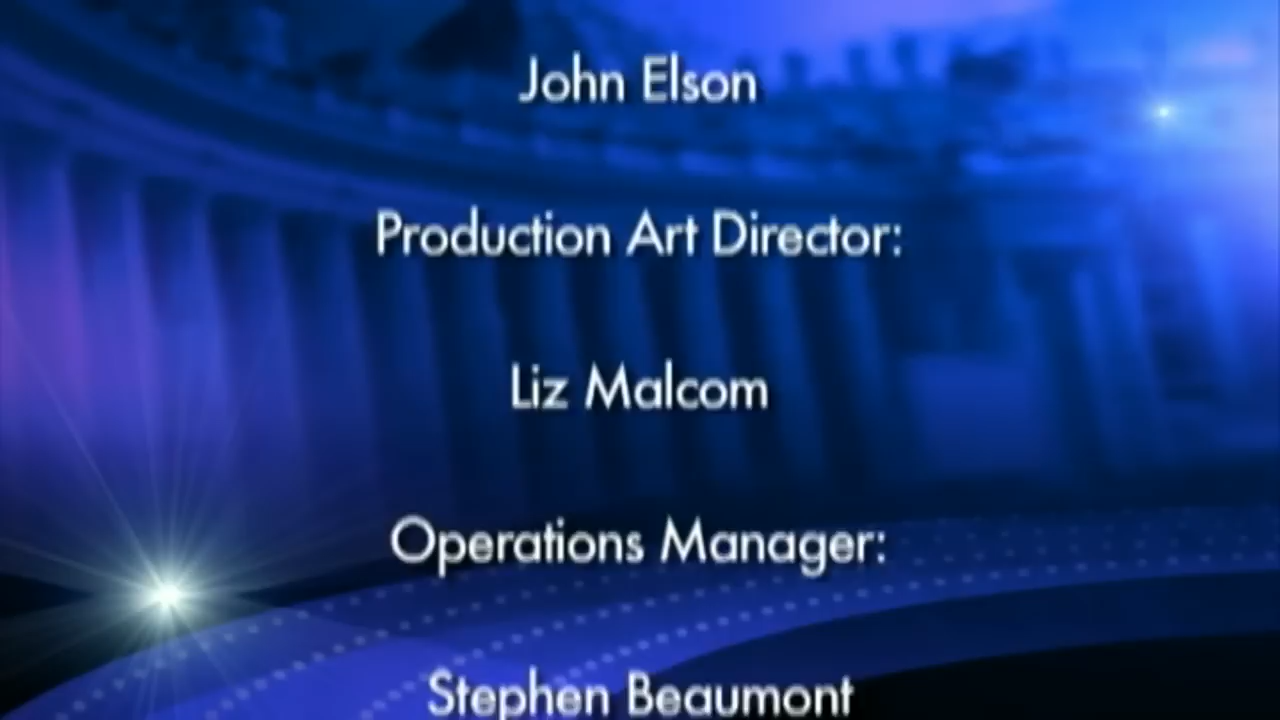 John Elson
Production Art Director:
Liz Malcom
Operations Manager:
Stephen Beaumont